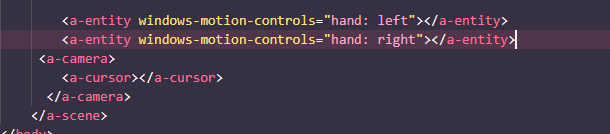 <a-entity windows-motion-controls="hand: left"></a-entity>
<a-entity windows-motion-controls="hand: right"></a-entity>
<a-camera>
<a-cursor></a-cursor>
</a-camera>
</a-scene>
</body>